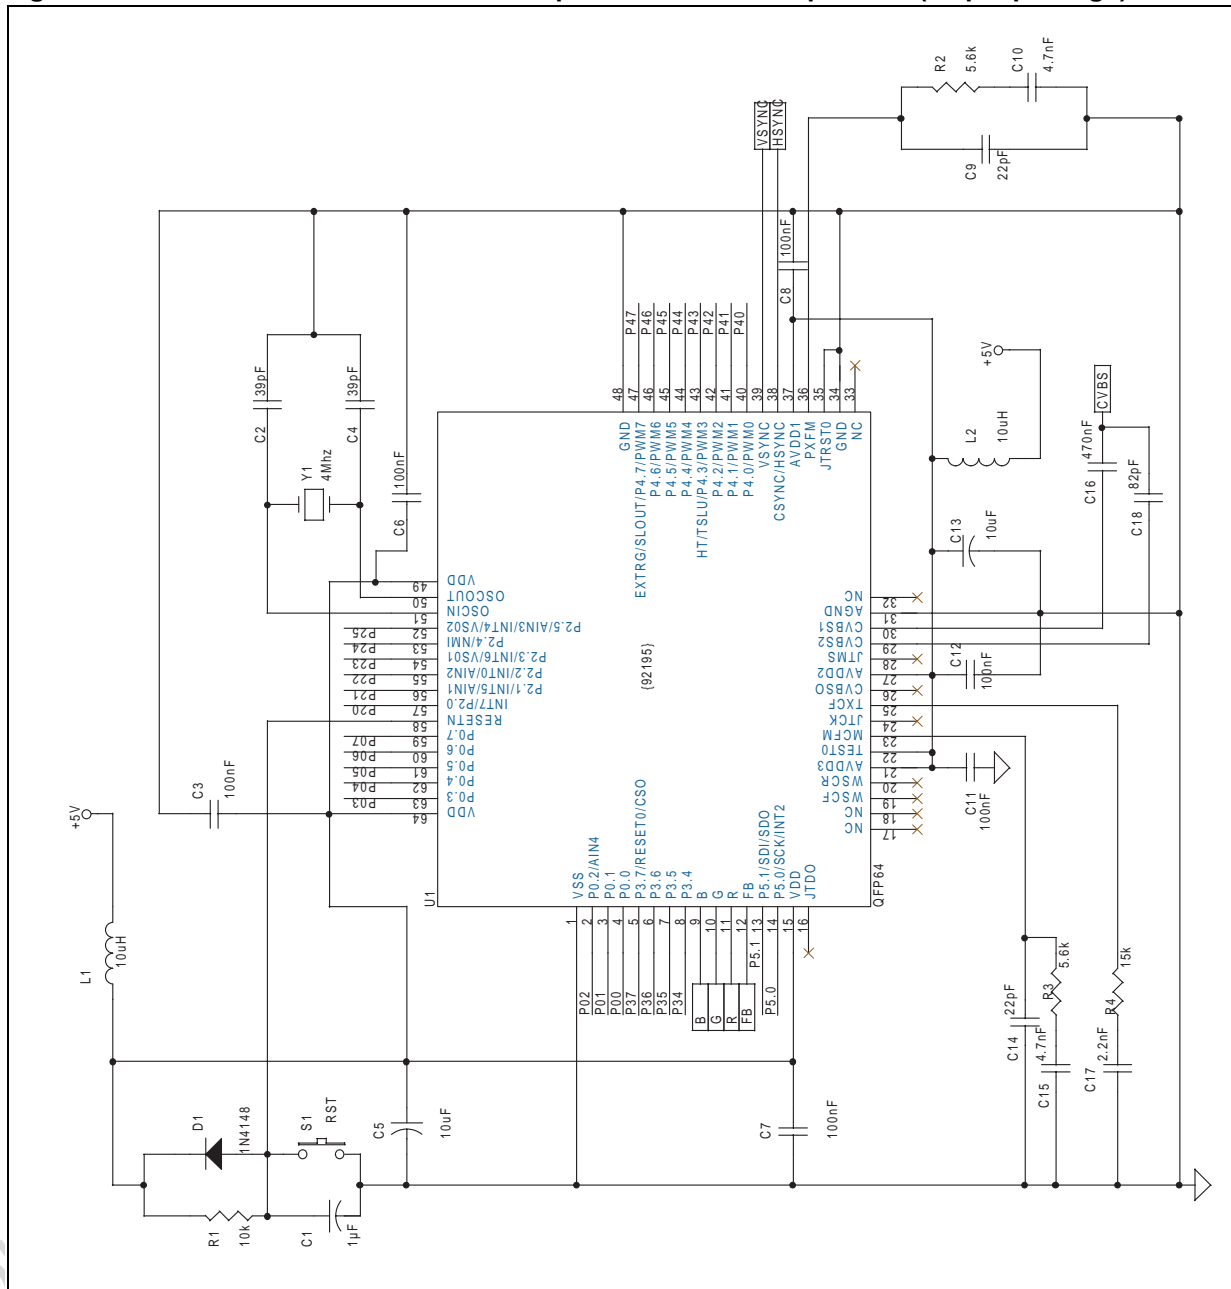 R2
5.6k
C10
4.7nF
C9
22pF
VSYNC
HSYNC
100nF
C8
39pF
C2
39pF
C4
Y1
4Mhz
100nF
C6
P47
P46
P45
P44
P43
P42
P41
P40
48
47
46
45
44
43
42
41
40
39
38
37
36
35
34
33
GND
EXTRG/SLOUT/P4.7/PWM7
P4.6/PWM6
P4.5/PWM5
P4.4/PWM4
HT/TSLU/P4.3/PWM3
P4.2/PWM2
P4.1/PWM1
P4.0/PWM0
VSYNC
CSYNC/HSYNC
AVDD1
PXFM
JTRST0
GND
NC
+5V
L2
10uH
CVBS
470nF
C16
82pF
C18
C13
10uF
C12
100nF
C11
100nF
49 VDD
50 OSCOUT
51 OSCIN
P25 52 P2.5/AIN3/INT4/VS02
P24 53 P2.4/NMI
P23 54 P2.3/INT6/VS01
P22 55 P2.2/INT0/AIN2
P21 56 P2.1/INT5/AIN1
P20 57 INT7/P2.0
58 RESETN
P07 59 P0.7
P06 60 P0.6
P05 61 P0.5
P04 62 P0.4
P03 63 P0.3
64 VDD
{92195}
NC 32
AGND 31
CVBS1 30
CVBS2 29
JTMS 28
AVDD2 27
CVBSO 26
TXCF 25
JTCK 24
MCFM 23
TEST0 22
AVDD3 21
WSCR 20
WSCF 19
NC 18
NC 17
C3
100nF
+5V
L1
10uH
U1
QFP64
VSS
P0.2/AIN4
P0.1
P0.0
P3.7/RESET0/CSO
P3.6
P3.5
P3.4
B
G
R
FB
P5.1/SDI/SDO
P5.0/SCK/INT2
VDD
JTDO
1
2
3
4
5
6
7
8
9
10
11
12
13
14
15
16
P02
P01
P00
P37
P36
P35
P34
B
G
R
FB
P5.1
P5.0
22pF
C14
5.6k
R3
4.7nF
C15
15k
R4
2.2nF
C17
D1
1N4148
S1
RST
C5
10uF
C7
100nF
R1
10k
C1
1µF